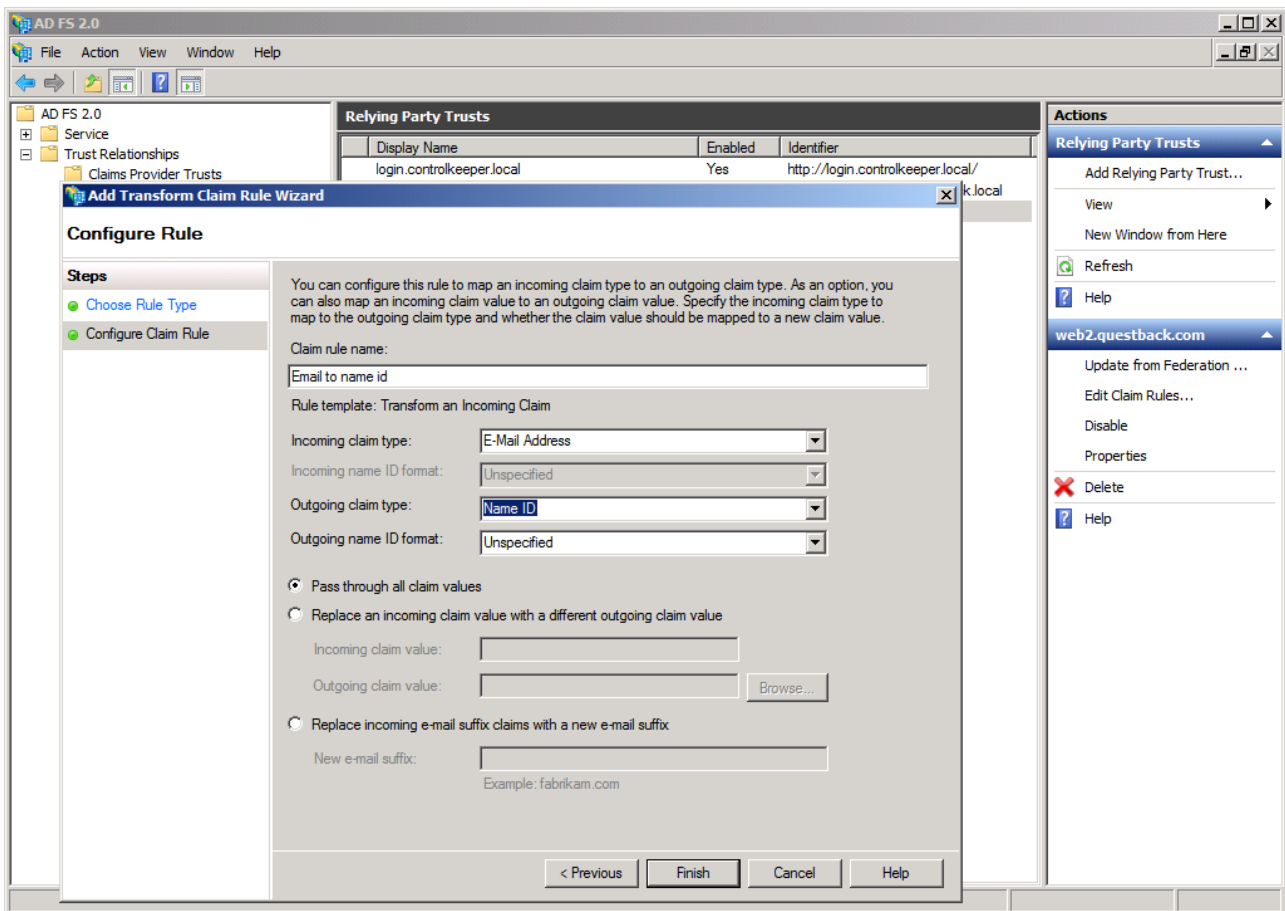 AD FS 2.0
File Action View Window Help
AD FS 2.0
Service
Trust Relationships
Claims Provider Trusts
Relying Party Trusts
Display Name Enabled Identifier
login.controlkeeper.local Yes http://login.controlkeeper.local/
k.local
Add Transform Claim Rule Wizard
Configure Rule
Steps
Choose Rule Type
Configure Claim Rule
You can configure this rule to map an incoming claim type to an outgoing claim type. As an option, you
can also map an incoming claim value to an outgoing claim value. Specify the incoming claim type to
map to the outgoing claim type and whether the claim value should be mapped to a new claim value.
Claim rule name:
Email to name id
Rule template: Transform an Incoming Claim
Incoming claim type: E-Mail Address
Incoming name ID format: Unspecified
Outgoing claim type: Name ID
Outgoing name ID format: Unspecified
Pass through all claim values
Replace an incoming claim value with a different outgoing claim value
Incoming claim value:
Outgoing claim value: Browse...
Replace incoming e-mail suffix claims with a new e-mail suffix
New e-mail suffix:
Example: fabrikam.com
< Previous Finish Cancel Help
Actions
Relying Party Trusts
Add Relying Party Trust...
View
New Window from Here
Refresh
Help
web2.questback.com
Update from Federation ...
Edit Claim Rules...
Disable
Properties
Delete
Help